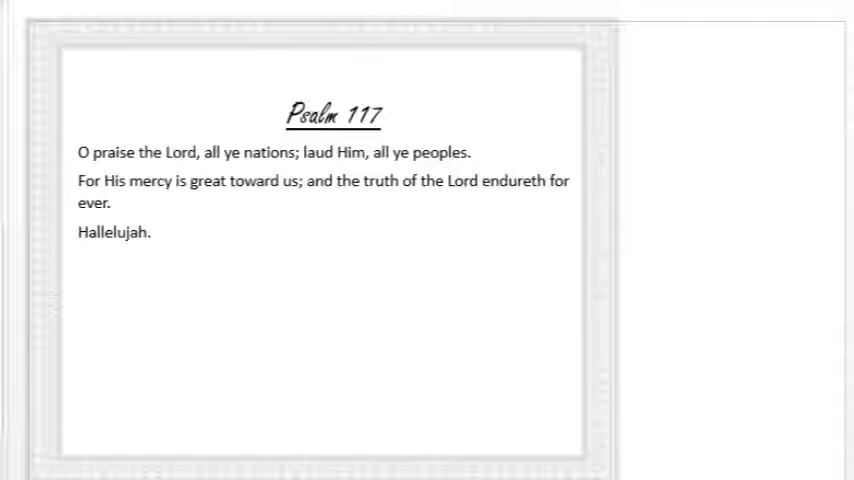 Psalm 117
O praise the Lord, all ye nations; laud Him, all ye peoples.
For His mercy is great toward us; and the truth of the Lord endureth for
ever.
Hallelujah.